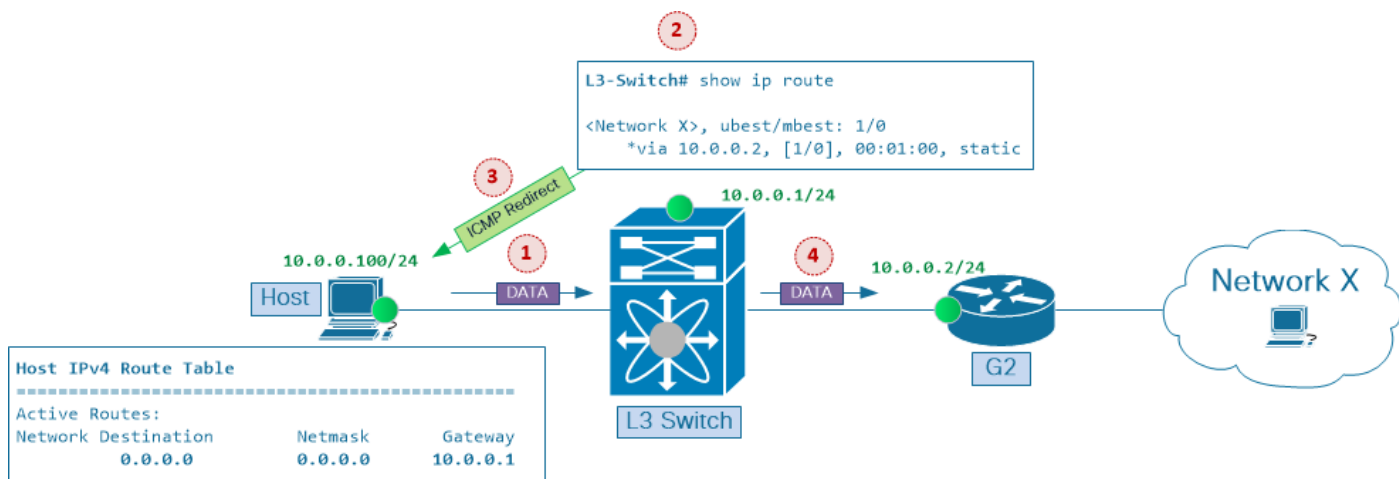 2
L3-Switch# show ip route
<Network X>, ubest/mbest: 1/0
*via 10.0.0.2, [1/0], 00:01:00, static
3
ICMP Redirect
10.0.0.1/24
10.0.0.100/24
1
4
10.0.0.2/24
Host
DATA
DATA
Network X
G2
L3 Switch
Host IPv4 Route Table
=====================================================
Active Routes:
Network Destination Netmask Gateway
0.0.0.0 0.0.0.0 10.0.0.1